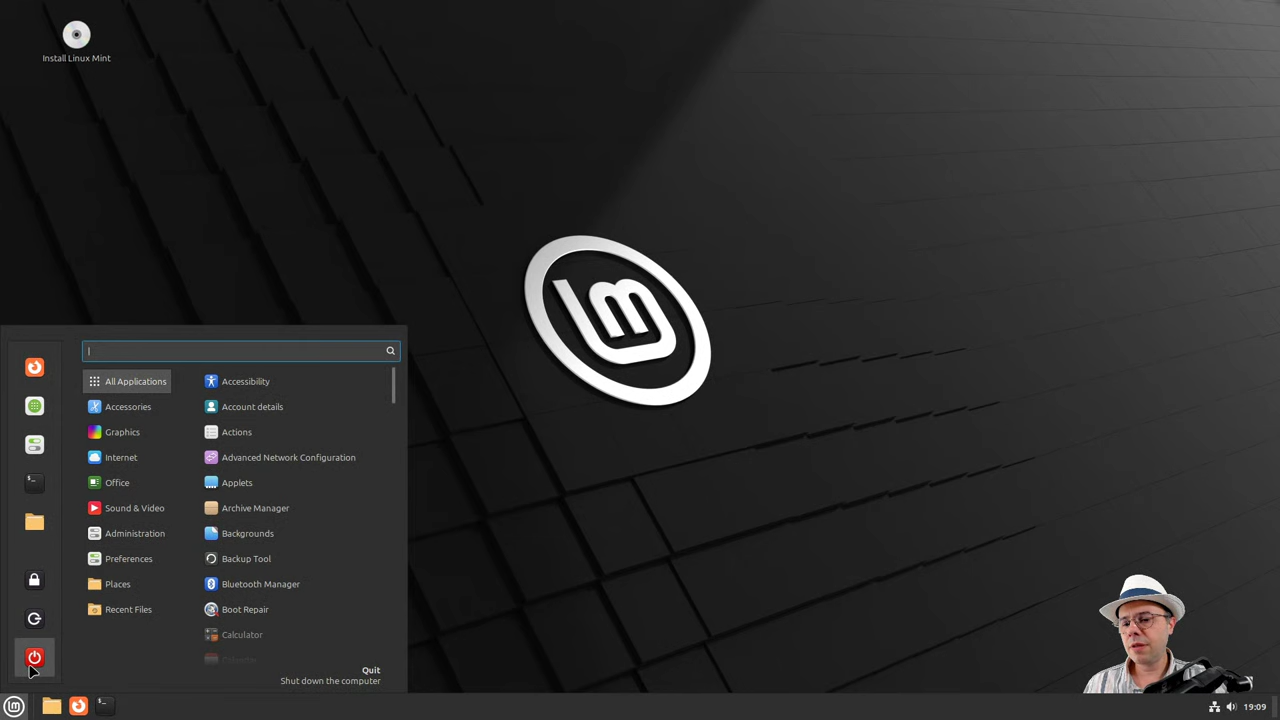 Install Linux Mint
All Applications
Accessories
Graphics
Internet
Office
Sound & Video
Administration
Preferences
Places
Recent Files
Accessibility
Account details
Actions
Advanced Network Configuration
Applets
Archive Manager
Backgrounds
Backup Tool
Bluetooth Manager
Boot Repair
Calculator
Calendar
Quit
Shut down the computer
19:09